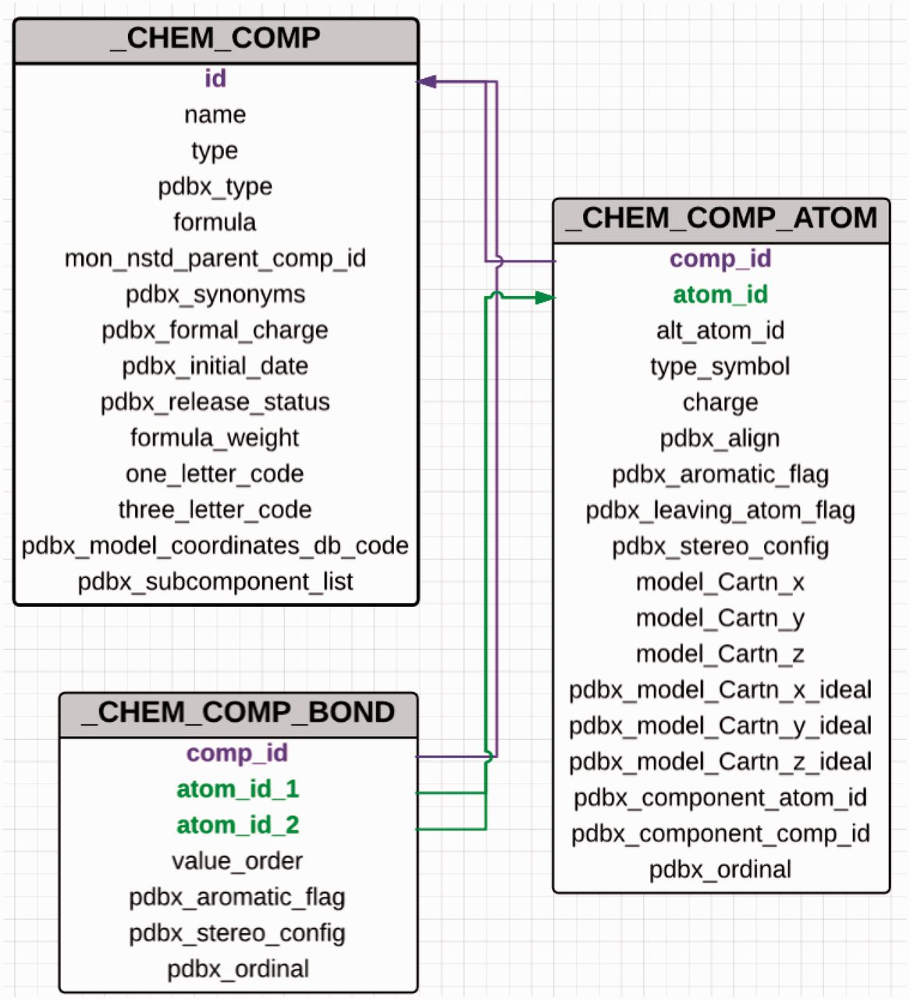 _CHEM_COMP
id
name
type
pdbx_type
formula
mon_nstd_parent_comp_id
pdbx_synonyms
pdbx_formal_charge
pdbx_initial_date
pdbx_release_status
formula_weight
one_letter_code
three_letter_code
pdbx_model_coordinates_db_code
pdbx_subcomponent_list
_CHEM_COMP_ATOM
comp_id
atom_id
alt_atom_id
type_symbol
charge
pdbx_align
pdbx_aromatic_flag
pdbx_leaving_atom_flag
pdbx_stereo_config
model_Cartn_x
model_Cartn_y
model_Cartn_z
pdbx_model_Cartn_x_ideal
pdbx_model_Cartn_y_ideal
pdbx_model_Cartn_z_ideal
pdbx_component_atom_id
pdbx_component_comp_id
pdbx_ordinal
_CHEM_COMP_BOND
comp_id
atom_id_1
atom_id_2
value_order
pdbx_aromatic_flag
pdbx_stereo_config
pdbx_ordinal